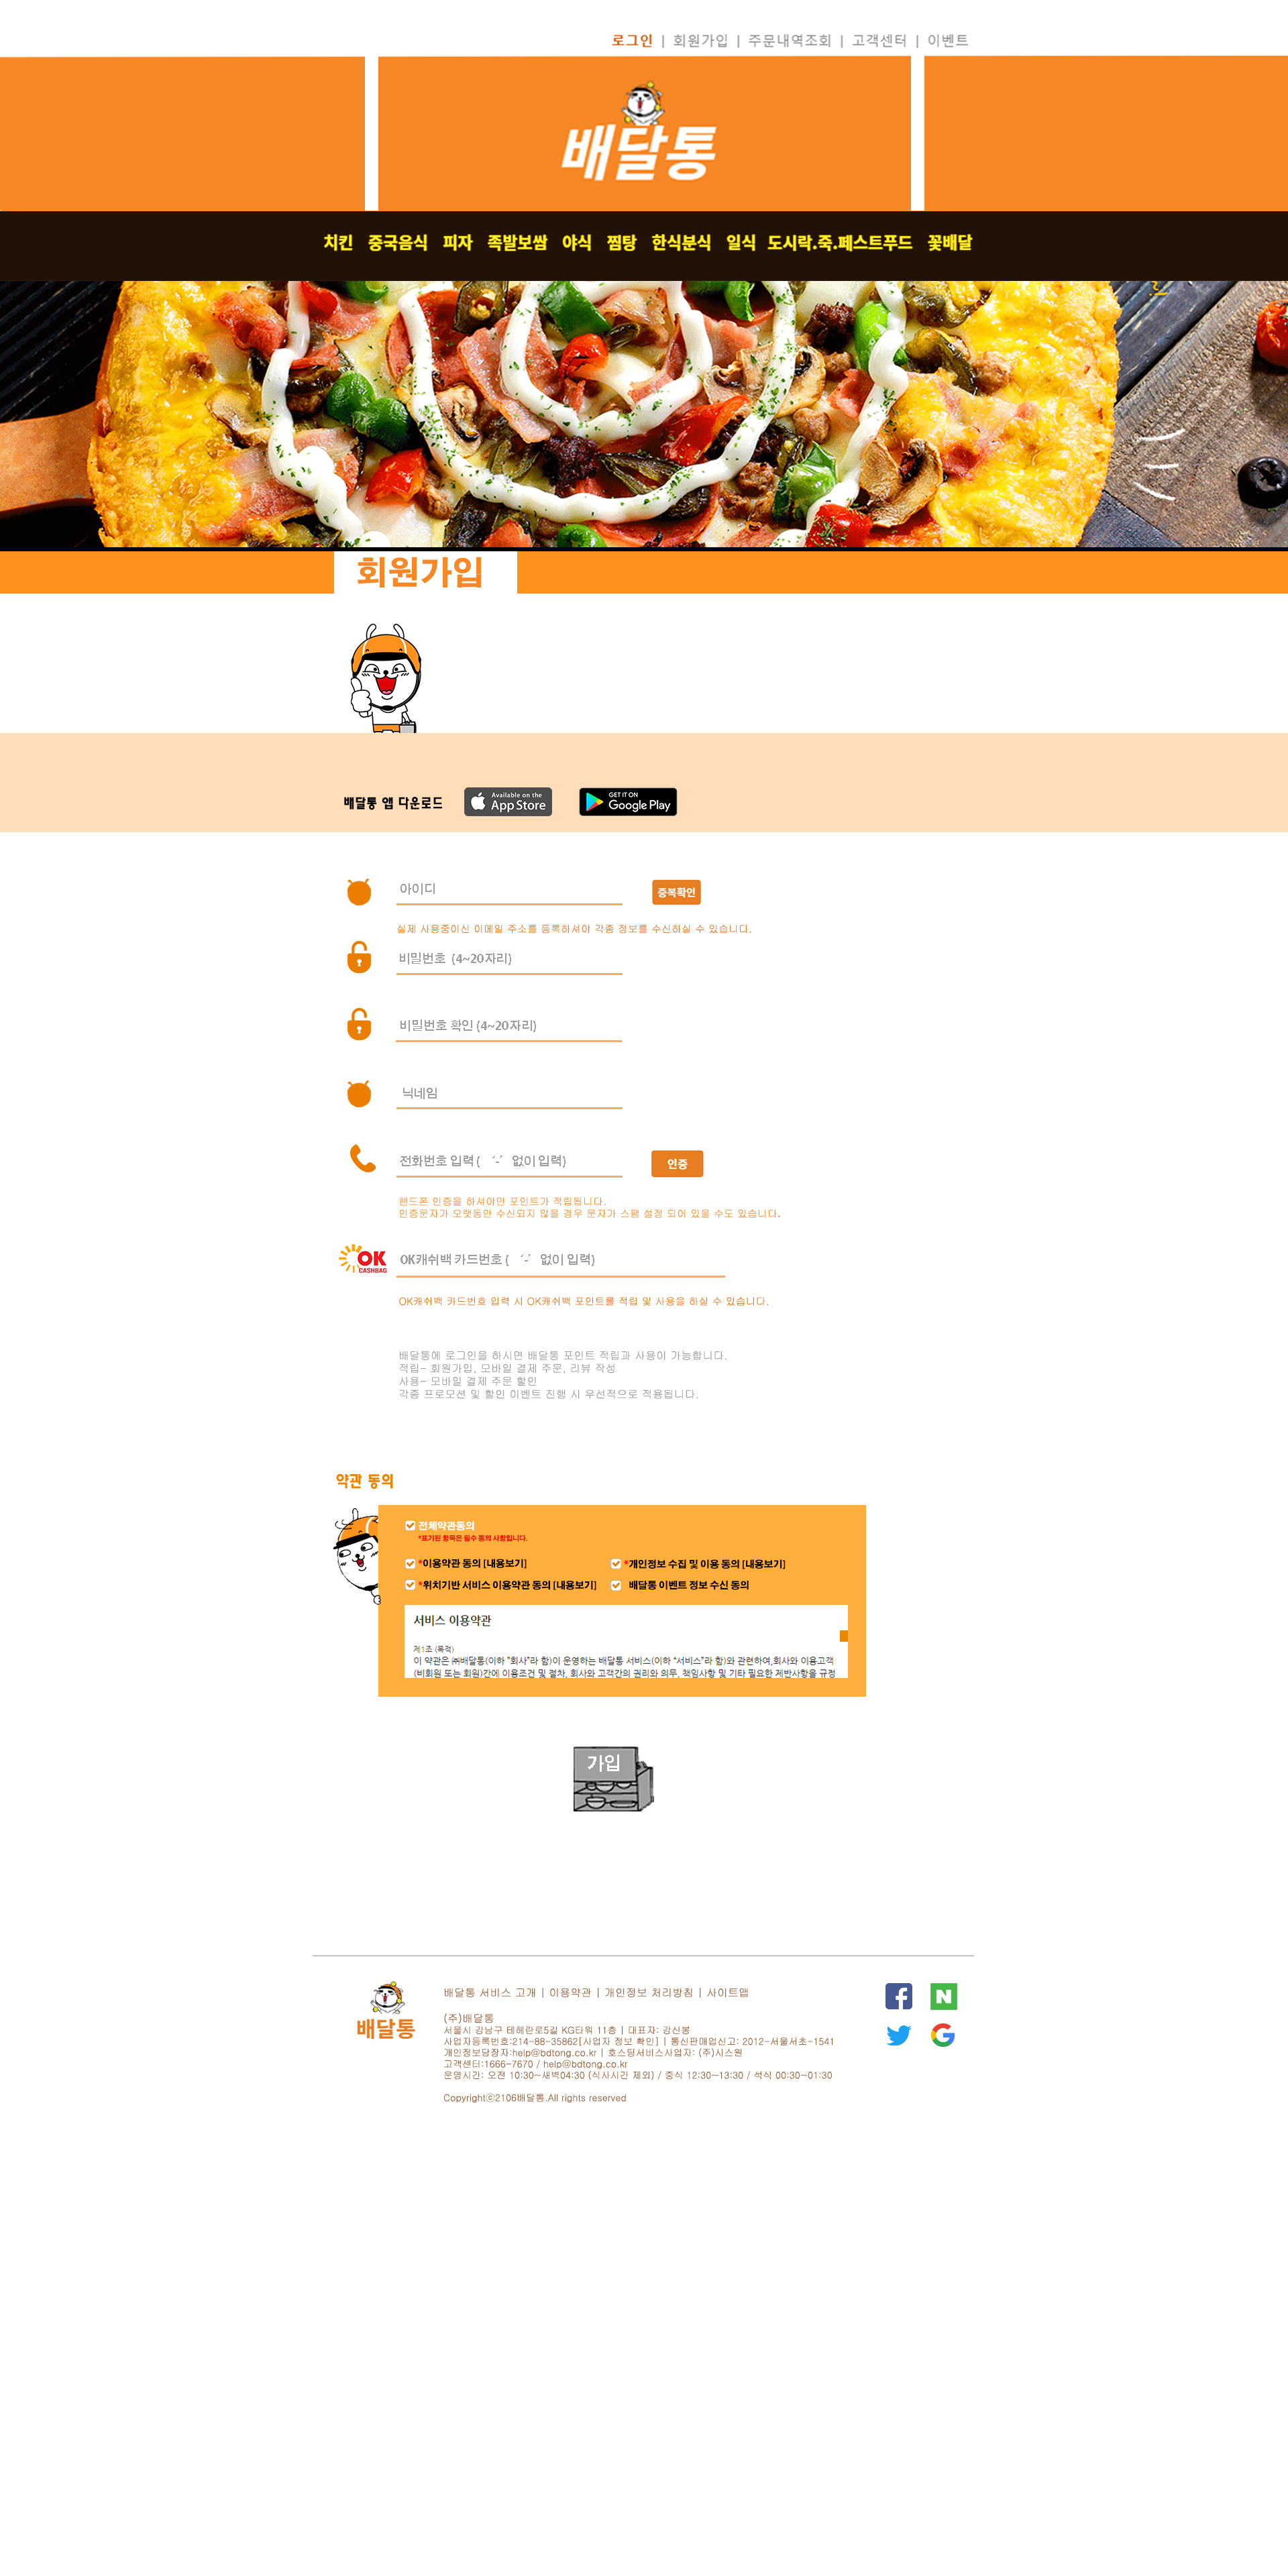 로그인 | 회원가입 | 주문내역조회 | 고객센터 | 이벤트
배달통
치킨 중국음식 피자 족발보쌈 야식 찜탕 한식분식 일식 도시락.죽.페스트푸드 꽃배달
회원가입
배달통 앱 다운로드
Available on the
App Store
GET IT ON
Google Play
아이디
중복확인
실제 사용중이신 이메일 주소를 등록하셔야 각종 정보를 수신하실 수 있습니다.
비밀번호 (4~20자리)
비밀번호 확인 (4~20자리)
닉네임
전화번호 입력 ( ‘-’ 없이 입력)
인증
핸드폰 인증을 하셔야만 포인트가 적립됩니다.
인증문자가 오랫동안 수신되지 않을 경우 문자가 스팸 설정 되어 있을 수도 있습니다.
OK
CASHBAG
OK캐쉬백 카드번호 ( ‘-’ 없이 입력)
OK캐쉬백 카드번호 입력 시 OK캐쉬백 포인트를 적립 및 사용을 하실 수 있습니다.
배달통에 로그인을 하시면 배달통 포인트 적립과 사용이 가능합니다.
적립- 회원가입, 모바일 결제 주문, 리뷰 작성
사용- 모바일 결제 주문 할인
각종 프로모션 및 할인 이벤트 진행 시 우선적으로 적용됩니다.
약관 동의
전체약관동의
*표기된 항목은 필수 동의 사항입니다.
*이용약관 동의 [내용보기]
*개인정보 수집 및 이용 동의 [내용보기]
*위치기반 서비스 이용약관 동의 [내용보기]
배달통 이벤트 정보 수신 동의
서비스 이용약관
제1조 (목적)
이 약관은 ㈜배달통(이하 "회사"라 함)이 운영하는 배달통 서비스(이하 "서비스"라 함)와 관련하여,회사와 이용고객
(비회원 또는 회원)간에 이용조건 및 절차, 회사와 고객간의 권리와 의무, 책임사항 및 기타 필요한 제반사항을 규정
가입
배달통
배달통 서비스 고개 | 이용약관 | 개인정보 처리방침 | 사이트맵
(주)배달통
서울시 강남구 테헤란로5길 KG타워 11층 | 대표자: 강신봉
사업자등록번호:214-88-35862[사업자 정보 확인] | 통신판매업신고: 2012-서울서초-1541
개인정보담장자:help@bdtong.co.kr | 호스팅서비스사업자: (주)시스원
고객센터:1666-7670 / help@bdtong.co.kr
운영시간: 오전 10:30~새벽04:30 (식사시간 제외) / 중식 12:30~13:30 / 석식 00:30~01:30
Copyrightⓒ2106배달통.All rights reserved